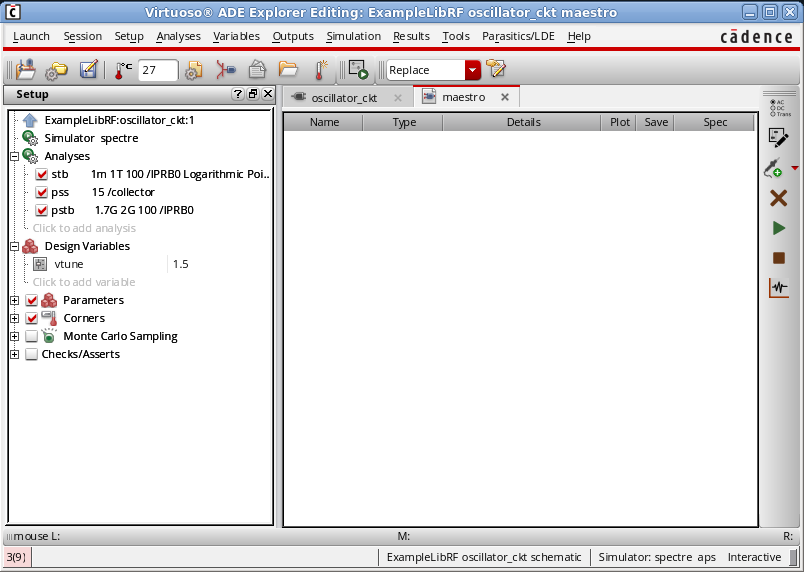 Virtuoso® ADE Explorer Editing: ExampleLibRF oscillator_ckt maestro
Launch Session Setup Analyses Variables Outputs Simulation Results Tools Parasitics/LDE Help
cādence
°C 27 Replace
Setup
oscillator_ckt maestro
AC
DC
Trans
Name Type Details Plot Save Spec
ExampleLibRF:oscillator_ckt:1
Simulator spectre
Analyses
stb 1m 1T 100 /IPRB0 Logarithmic Poi..
pss 15 /collector
pstb 1.7G 2G 100 /IPRB0
Click to add analysis
Design Variables
vtune 1.5
Click to add variable
Parameters
Corners
Monte Carlo Sampling
Checks/Asserts
mouse L: M: R:
3(9) ExampleLibRF oscillator_ckt schematic Simulator: spectre aps Interactive